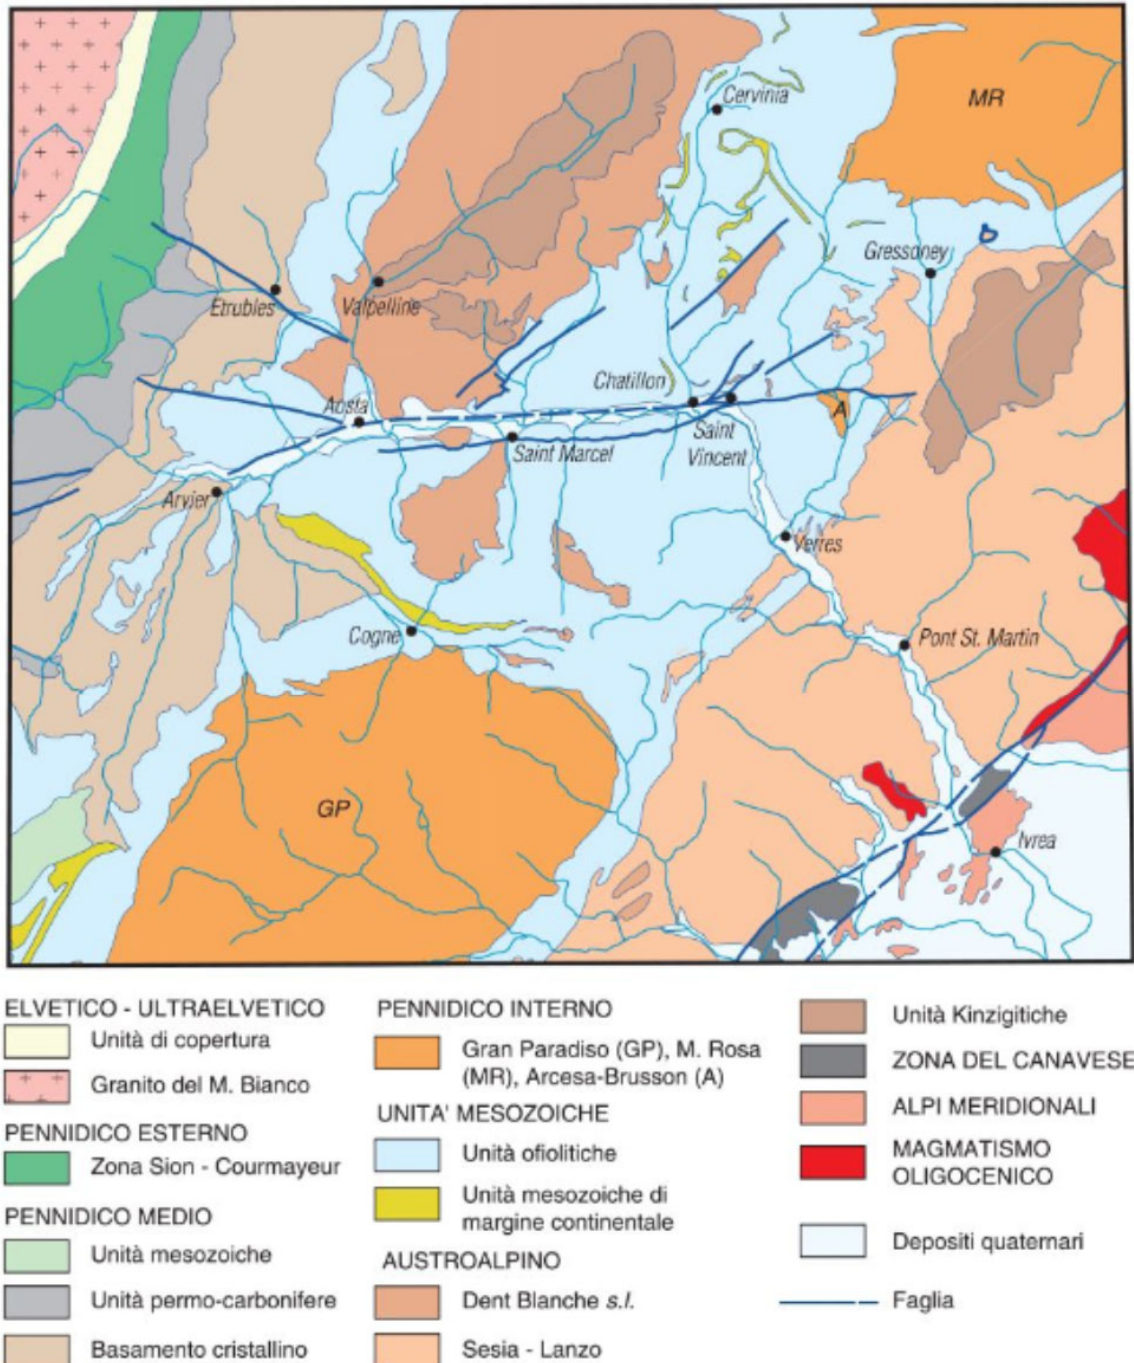 Cervinia
MR
Gressoney
Etrubles
Valpelline
Chatillon
Aosta
A
Saint Marcel
Saint
Vincent
Arvier
Verres
Cogne
Pont St. Martin
GP
Ivrea
ELVETICO - ULTRAELVETICO
Unità di copertura
Granito del M. Bianco
PENNIDICO ESTERNO
Zona Sion - Courmayeur
PENNIDICO MEDIO
Unità mesozoiche
Unità permo-carbonifere
Basamento cristallino
PENNIDICO INTERNO
Gran Paradiso (GP), M. Rosa
(MR), Arcesa-Brusson (A)
UNITA' MESOZOICHE
Unità ofiolitiche
Unità mesozoiche di
margine continentale
AUSTROALPINO
Dent Blanche s.l.
Sesia - Lanzo
Unità Kinzigitiche
ZONA DEL CANAVESE
ALPI MERIDIONALI
MAGMATISMO
OLIGOCENICO
Depositi quaternari
Faglia